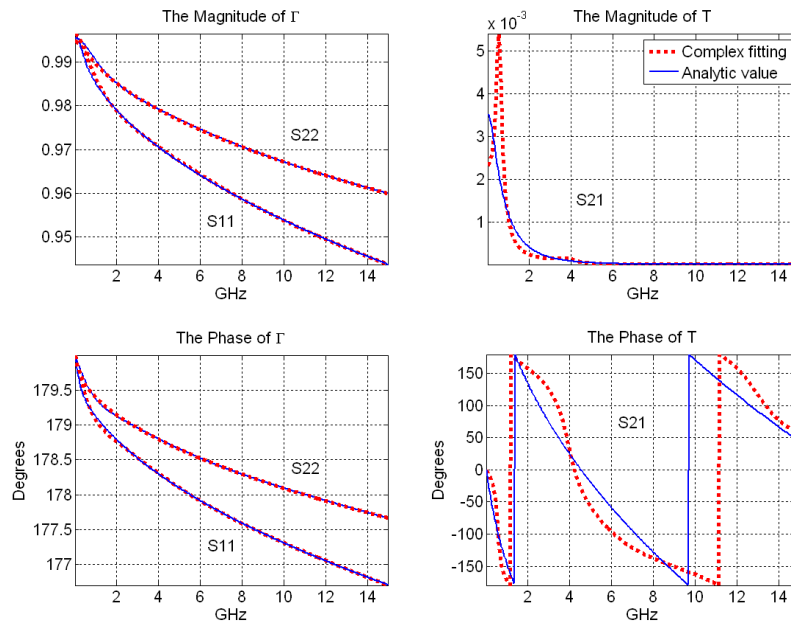 The Magnitude of Γ
0.99
0.98
0.97
0.96
0.95
S22
S11
2 4 6 8 10 12 14
GHz
The Magnitude of T
x 10⁻³
5
4
3
2
1
Complex fitting
Analytic value
S21
2 4 6 8 10 12 14
GHz
The Phase of Γ
Degrees
179.5
179
178.5
178
177.5
177
S22
S11
2 4 6 8 10 12 14
GHz
The Phase of T
150
100
50
0
-50
-100
-150
S21
2 4 6 8 10 12 14
GHz